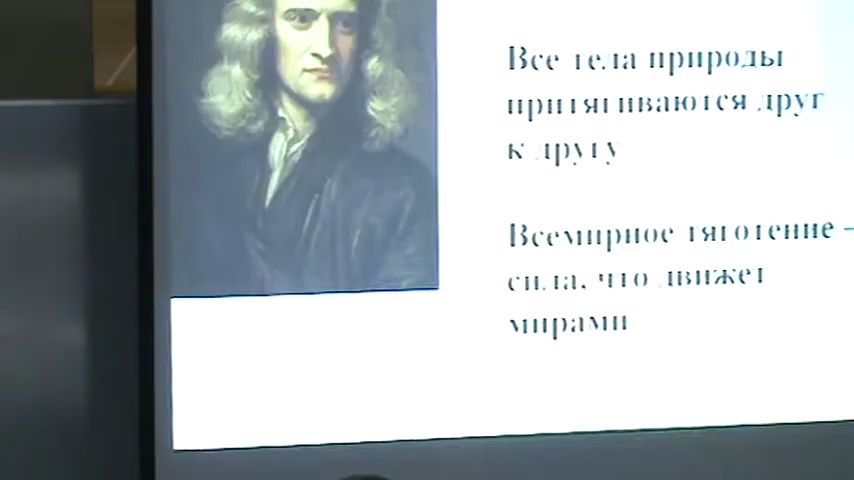 Все тела природы
притягиваются друг
к другу
Всемирное тяготение –
сила, что движет
мирами